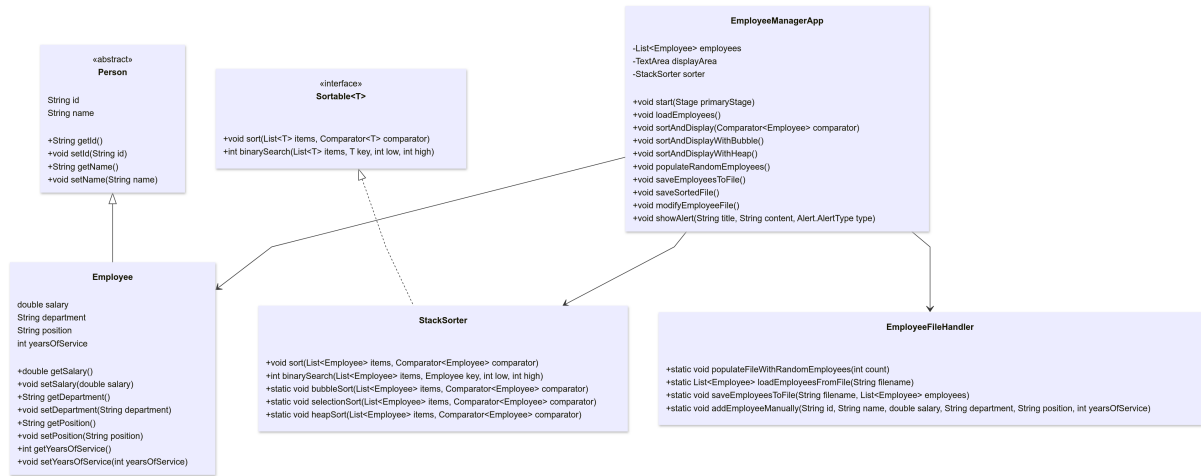 «abstract»
Person
String id
String name
+String getId()
+void setId(String id)
+String getName()
+void setName(String name)
«interface»
Sortable<T>
+void sort(List<T> items, Comparator<T> comparator)
+int binarySearch(List<T> items, T key, int low, int high)
EmployeeManagerApp
-List<Employee> employees
-TextArea displayArea
-StackSorter sorter
+void start(Stage primaryStage)
+void loadEmployees()
+void sortAndDisplay(Comparator<Employee> comparator)
+void sortAndDisplayWithBubble()
+void sortAndDisplayWithHeap()
+void populateRandomEmployees()
+void saveEmployeesToFile()
+void saveSortedFile()
+void modifyEmployeeFile()
+void showAlert(String title, String content, Alert.AlertType type)
Employee
double salary
String department
String position
int yearsOfService
+double getSalary()
+void setSalary(double salary)
+String getDepartment()
+void setDepartment(String department)
+String getPosition()
+void setPosition(String position)
+int getYearsOfService()
+void setYearsOfService(int yearsOfService)
StackSorter
+void sort(List<Employee> items, Comparator<Employee> comparator)
+int binarySearch(List<Employee> items, Employee key, int low, int high)
+static void bubbleSort(List<Employee> items, Comparator<Employee> comparator)
+static void selectionSort(List<Employee> items, Comparator<Employee> comparator)
+static void heapSort(List<Employee> items, Comparator<Employee> comparator)
EmployeeFileHandler
+static void populateFileWithRandomEmployees(int count)
+static List<Employee> loadEmployeesFromFile(String filename)
+static void saveEmployeesToFile(String filename, List<Employee> employees)
+static void addEmployeeManually(String id, String name, double salary, String department, String position, int yearsOfService)